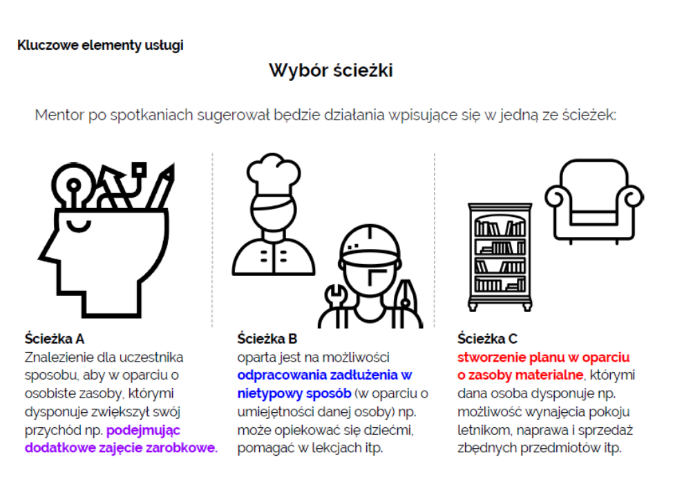 Kluczowe elementy usługi
Wybór ścieżki
Mentor po spotkaniach sugerował będzie działania wpisujące się w jedną ze ścieżek:
Ścieżka A
Znalezienie dla uczestnika
sposobu, aby w oparciu o
osobiste zasoby, którymi
dysponuje zwiększył swój
przychód np. podejmując
dodatkowe zajęcie zarobkowe.
Ścieżka B
oparta jest na możliwości
odpracowania zadłużenia w
nietypowy sposób (w oparciu o
umiejętności danej osoby) np.
może opiekować się dziećmi,
pomagać w lekcjach itp.
Ścieżka C
stworzenie planu w oparciu
o zasoby materialne, którymi
dana osoba dysponuje np.
możliwość wynajęcia pokoju
letnikom, naprawa i sprzedaż
zbędnych przedmiotów itp.